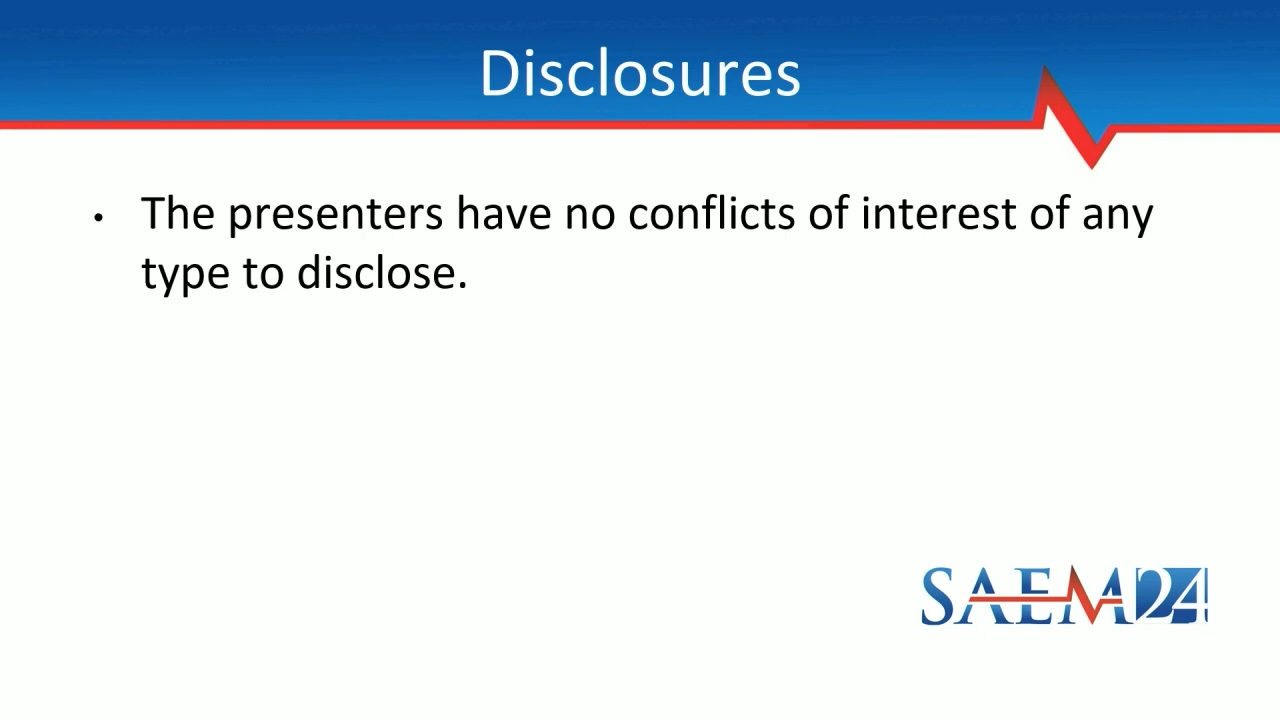 Disclosures
• The presenters have no conflicts of interest of any
type to disclose.
SAEM24